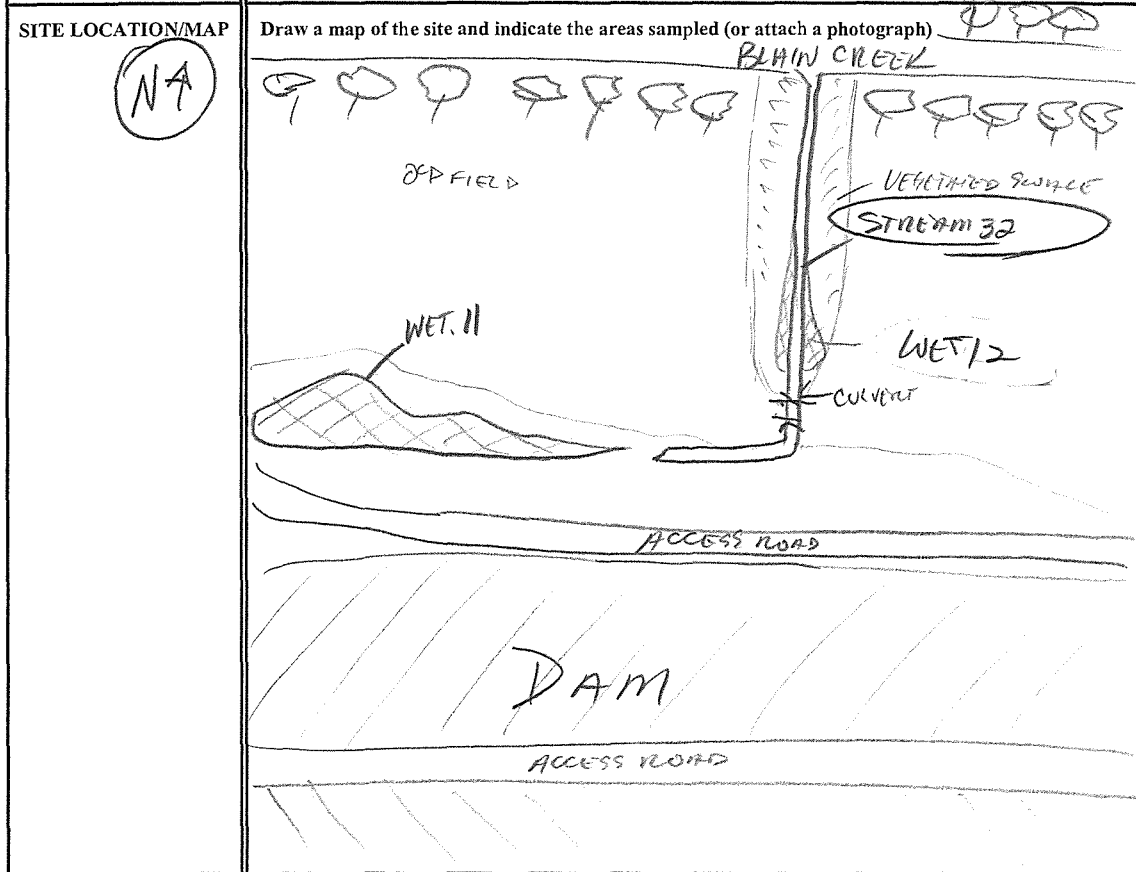 SITE LOCATION/MAP
NA
Draw a map of the site and indicate the areas sampled (or attach a photograph)
BLAIN CREEK
OLD FIELD
VEGETATED SWALE
STREAM 32
WET. 11
WET 12
CULVERT
ACCESS ROAD
DAM
ACCESS ROAD